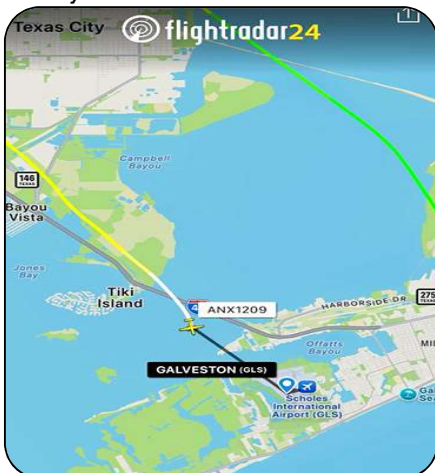 Texas City
flightradar24
Campbell
Bayou
146
TEXAS
Bayou
Vista
Jones
Bay
Tiki
Island
ANX1209
275
TEXAS
HARBORSIDE DR
Offatts
Bayou
GALVESTON (GLS)
Scholes
International
Airport (GLS)